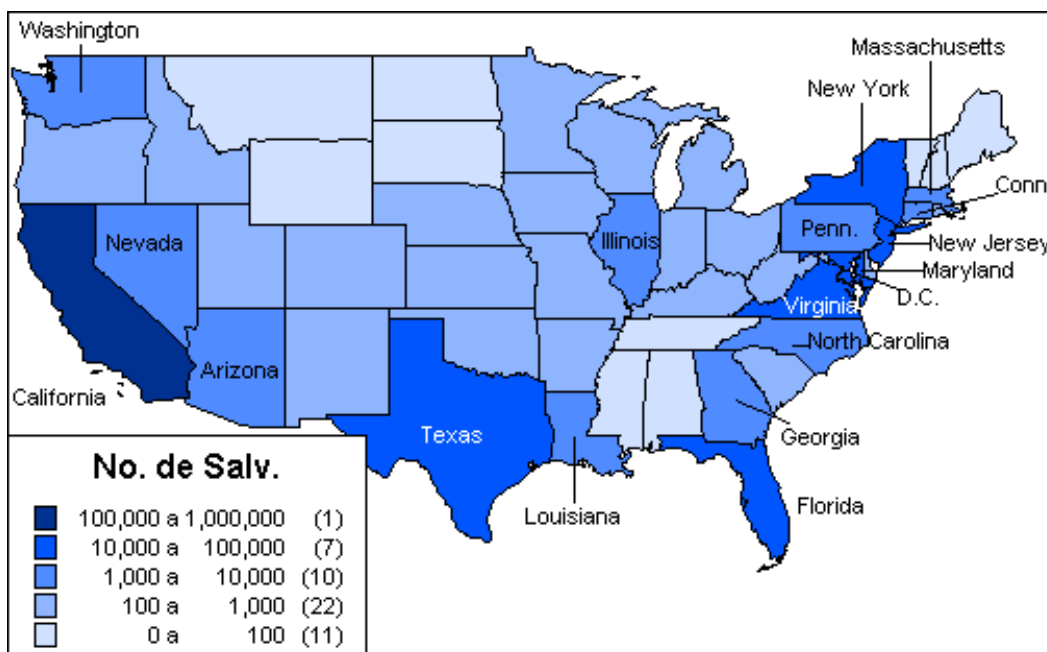 Washington
Massachusetts
New York
Conn
Nevada
Illinois
Penn.
New Jersey
Maryland
D.C.
Virginia
North Carolina
Arizona
California
Texas
Georgia
Louisiana
Florida
No. de Salv.
100,000 a 1,000,000 (1)
10,000 a 100,000 (7)
1,000 a 10,000 (10)
100 a 1,000 (22)
0 a 100 (11)